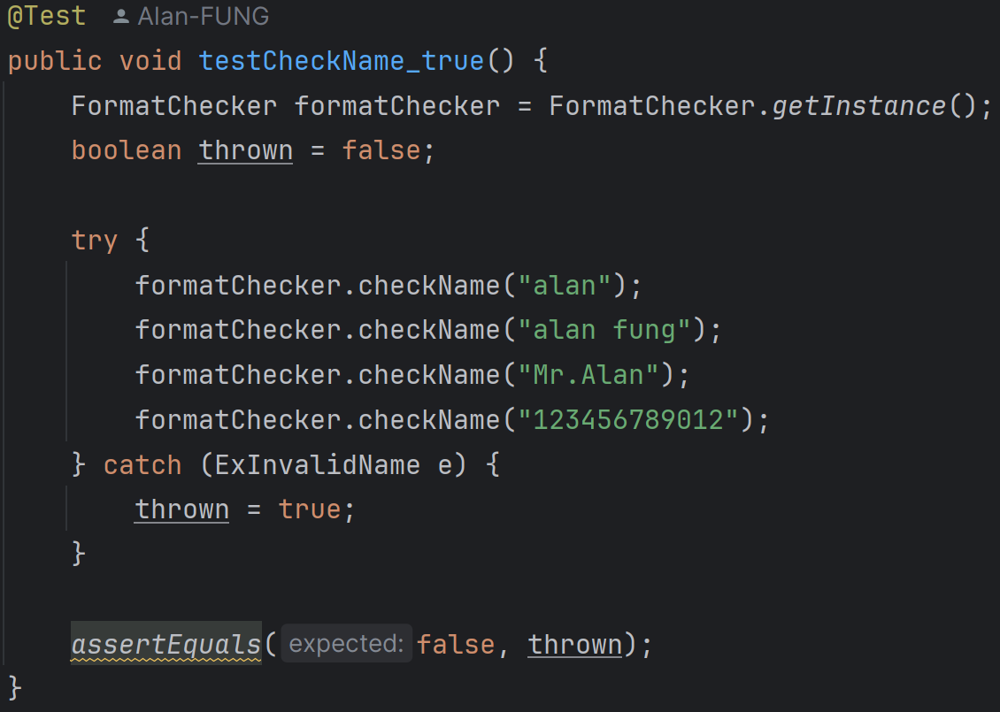 @Test Alan-FUNG
public void testCheckName_true() {
FormatChecker formatChecker = FormatChecker.getInstance();
boolean thrown = false;
try {
formatChecker.checkName("alan");
formatChecker.checkName("alan fung");
formatChecker.checkName("Mr.Alan");
formatChecker.checkName("123456789012");
} catch (ExInvalidName e) {
thrown = true;
}
assertEquals( expected: false, thrown);
}